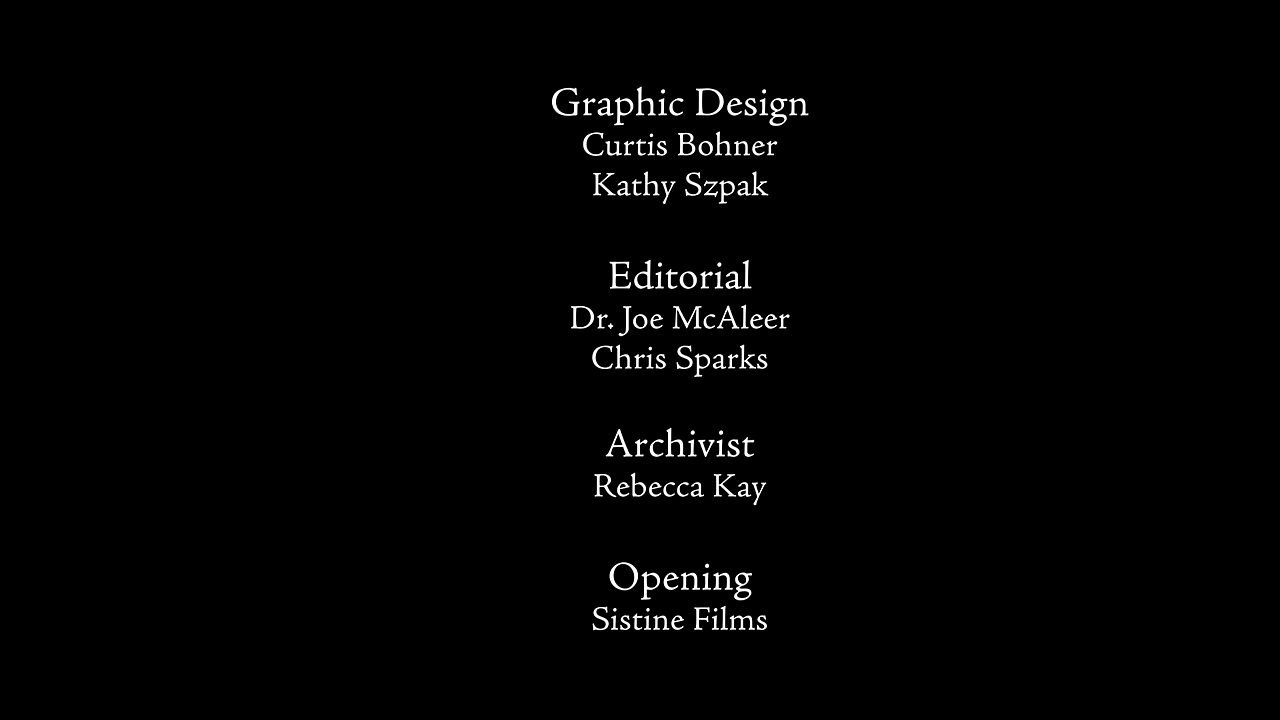 Graphic Design
Curtis Bohner
Kathy Szpak
Editorial
Dr. Joe McAleer
Chris Sparks
Archivist
Rebecca Kay
Opening
Sistine Films